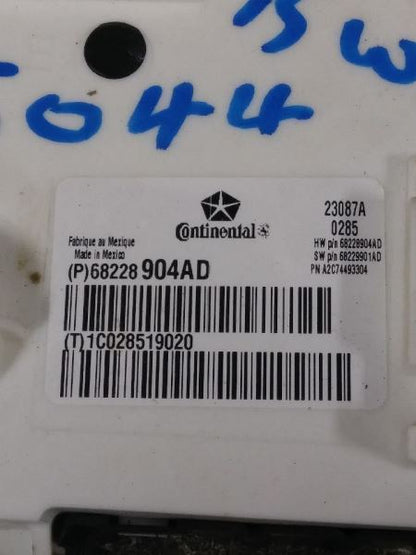 5044
Continental
23087A
0285
Fabrique au Mexique
Made in Mexico
HW p/n 68228904AD
SW p/n 68229901AD
PN A2C74493304
(P)68228 904AD
(T)1C028519020